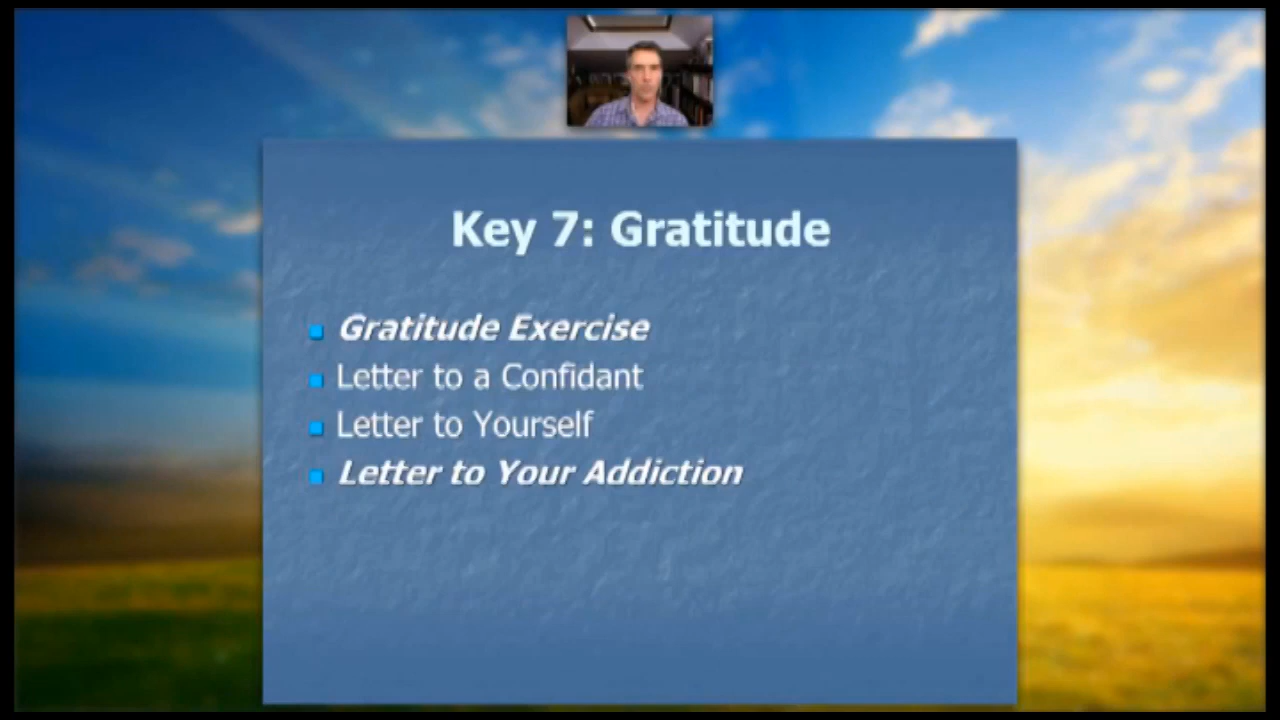 Key 7: Gratitude
Gratitude Exercise
Letter to a Confidant
Letter to Yourself
Letter to Your Addiction